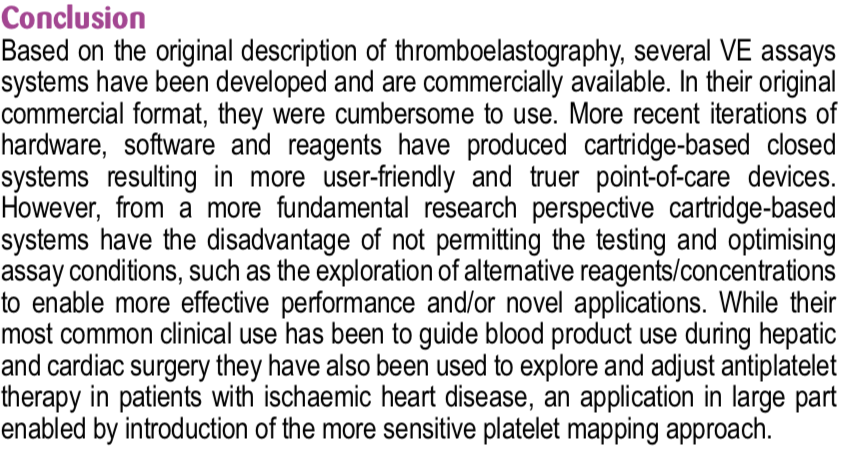 Conclusion
Based on the original description of thromboelastography, several VE assays
systems have been developed and are commercially available. In their original
commercial format, they were cumbersome to use. More recent iterations of
hardware, software and reagents have produced cartridge-based closed
systems resulting in more user-friendly and truer point-of-care devices.
However, from a more fundamental research perspective cartridge-based
systems have the disadvantage of not permitting the testing and optimising
assay conditions, such as the exploration of alternative reagents/concentrations
to enable more effective performance and/or novel applications. While their
most common clinical use has been to guide blood product use during hepatic
and cardiac surgery they have also been used to explore and adjust antiplatelet
therapy in patients with ischaemic heart disease, an application in large part
enabled by introduction of the more sensitive platelet mapping approach.